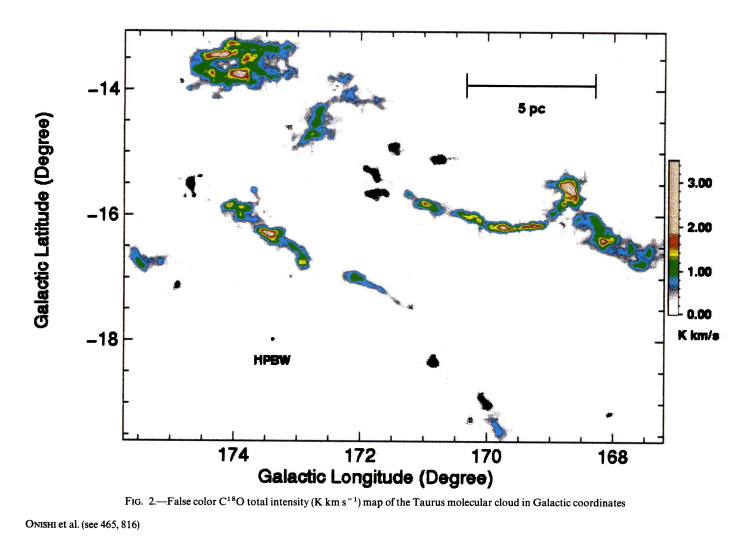 −14
−16
−18
Galactic Latitude (Degree)
5 pc
3.00
2.00
1.00
0.00
K km/s
HPBW
174
172
170
168
Galactic Longitude (Degree)
FIG. 2.—False color C¹⁸O total intensity (K km s⁻¹) map of the Taurus molecular cloud in Galactic coordinates
ONISHI et al. (see 465, 816)